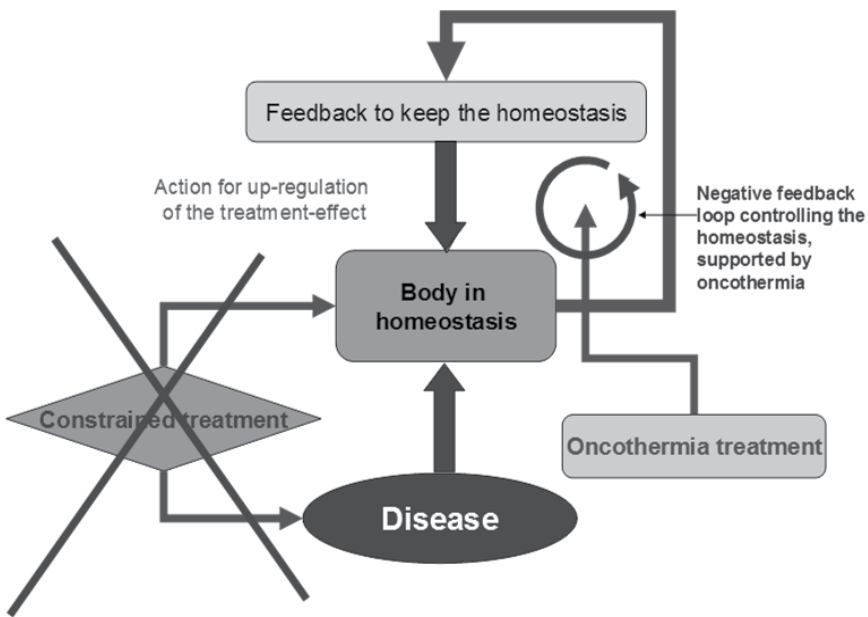 Feedback to keep the homeostasis
Action for up-regulation
of the treatment-effect
Negative feedback
loop controlling the
homeostasis,
supported by
oncothermia
Body in
homeostasis
Constrained treatment
Oncothermia treatment
Disease